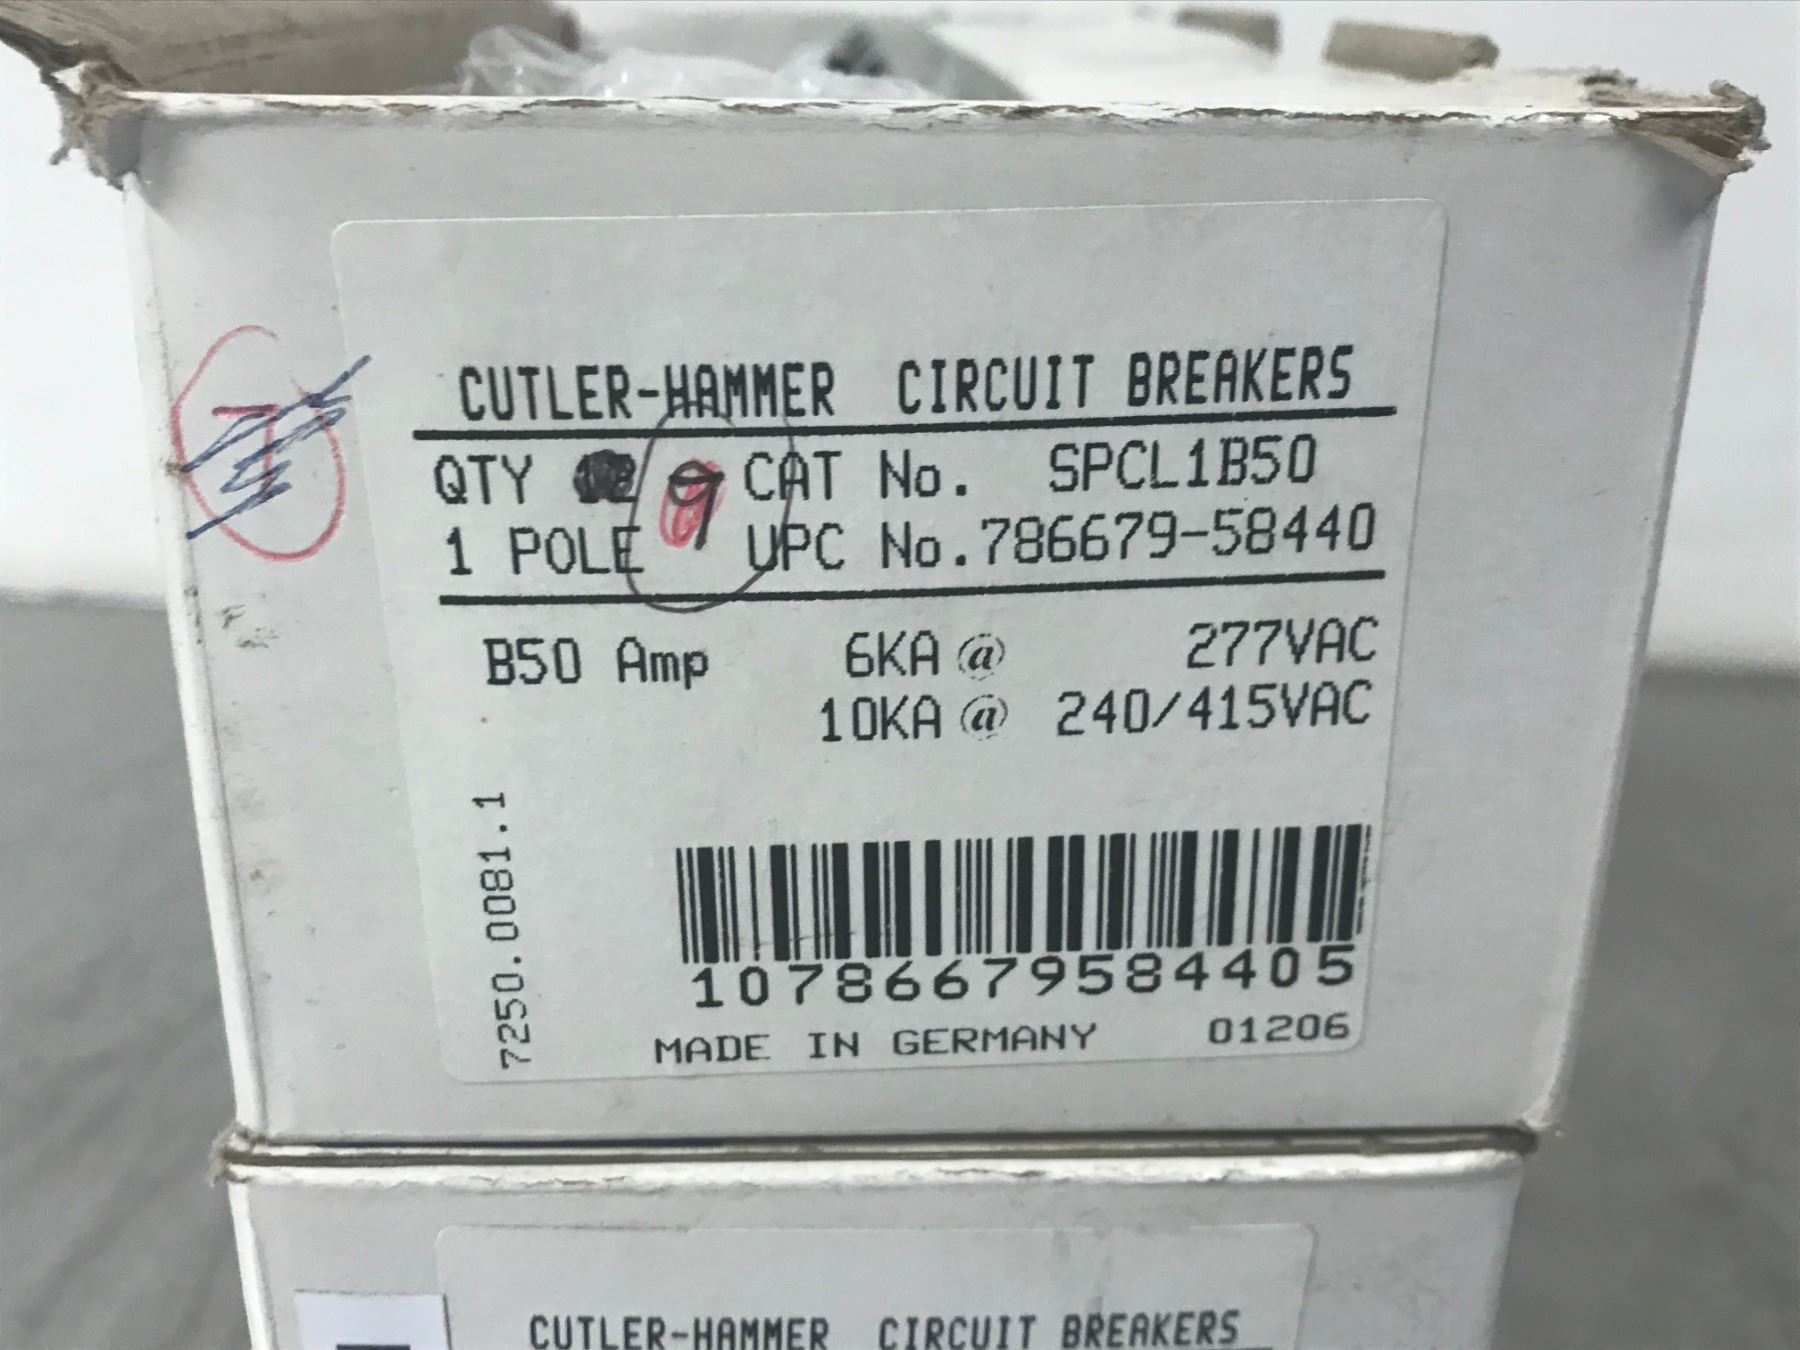 CUTLER-HAMMER CIRCUIT BREAKERS
QTY 9 CAT No. SPCL1B50
1 POLE UPC No.786679-58440
B50 Amp 6KA @ 277VAC
10KA @ 240/415VAC
7250.0081.1
10786679584405
MADE IN GERMANY 01206
CUTLER-HAMMER CIRCUIT BREAKERS